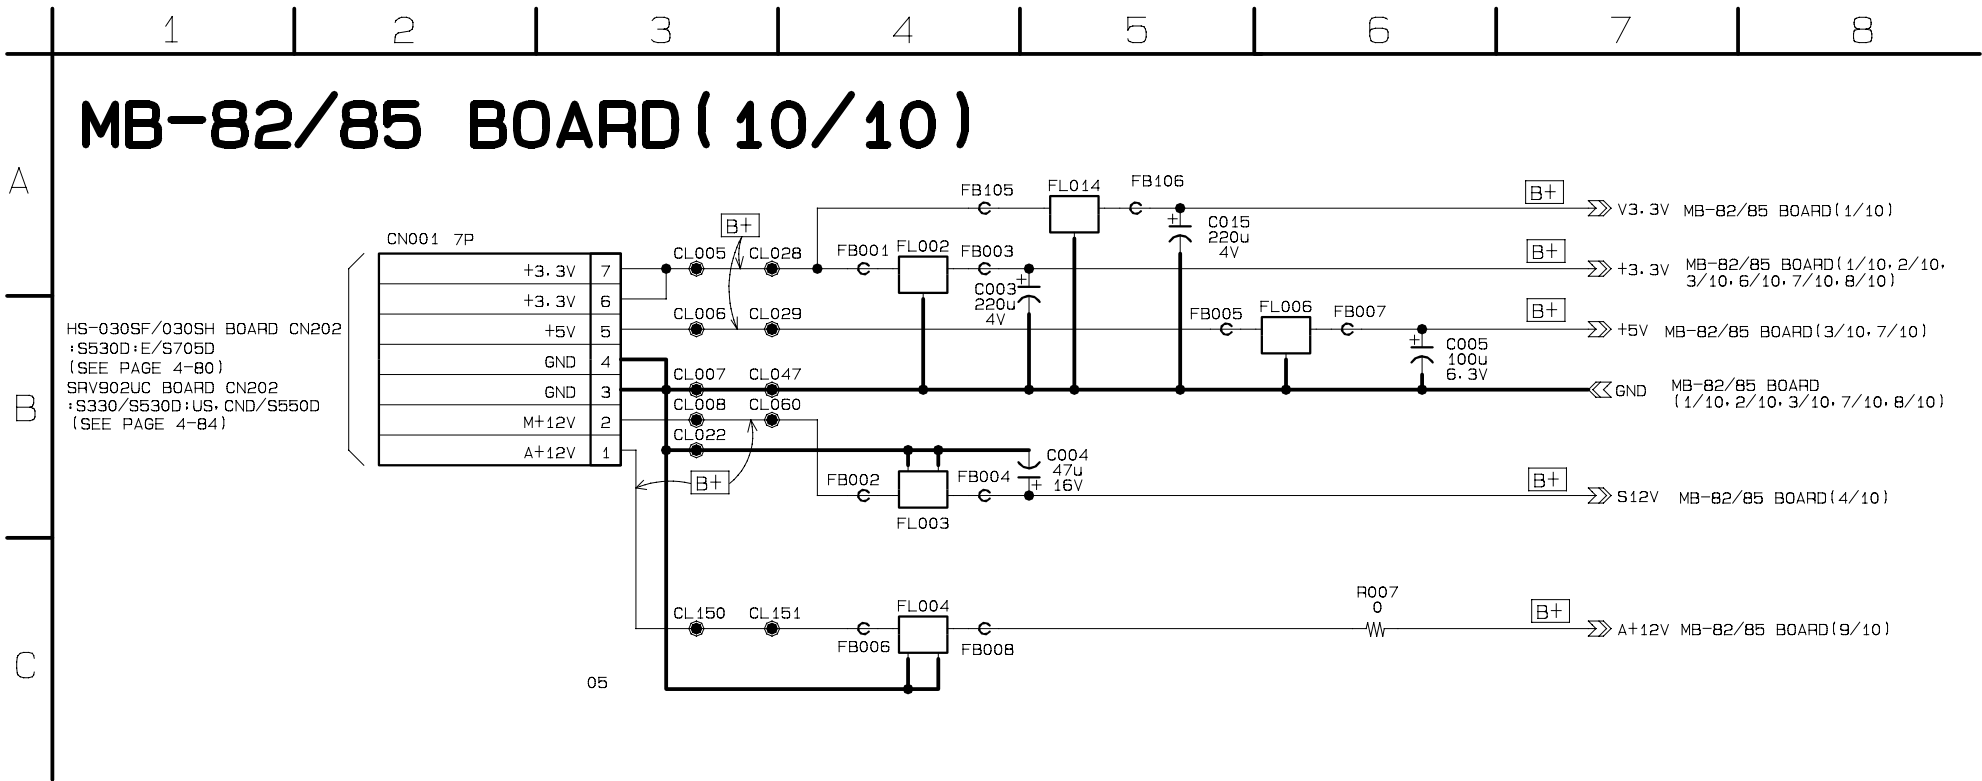 1 2 3 4 5 6 7 8
MB-82/85 BOARD(10/10)
A
B
C
CN001 7P
+3.3V 7
+3.3V 6
+5V 5
GND 4
GND 3
M+12V 2
A+12V 1
HS-030SF/030SH BOARD CN202
:S530D:E/S705D
(SEE PAGE 4-80)
SRV902UC BOARD CN202
:S330/S530D:US,CND/S550D
(SEE PAGE 4-84)
B+
CL005 CL028
CL006 CL029
CL007 CL047
CL008 CL060
CL022
B+
CL150 CL151
05
FB105 FL014 FB106
+
C015
220u
4V
FB001 FL002 FB003
+
C003
220u
4V
FB005 FL006 FB007
+
C005
100u
6.3V
FB002 FL003 FB004
C004
47u
+ 16V
FB006 FL004 FB008
R007
0
B+
V3.3V MB-82/85 BOARD(1/10)
B+
+3.3V MB-82/85 BOARD(1/10,2/10,
3/10,6/10,7/10,8/10)
B+
+5V MB-82/85 BOARD(3/10,7/10)
GND MB-82/85 BOARD
(1/10,2/10,3/10,7/10,8/10)
B+
S12V MB-82/85 BOARD(4/10)
B+
A+12V MB-82/85 BOARD(9/10)